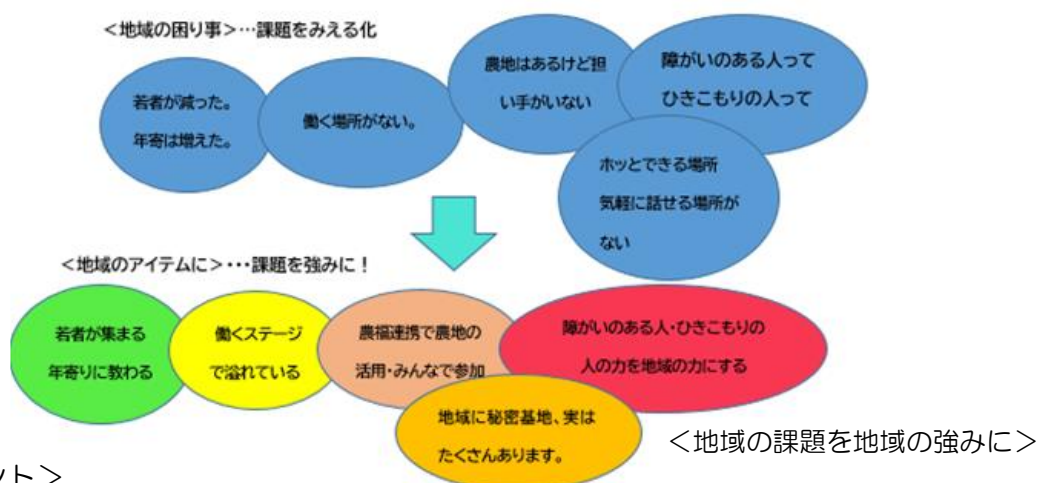 ＜地域の困り事＞…課題をみえる化
若者が減った。
年寄は増えた。
働く場所がない。
農地はあるけど担
い手がいない
障がいのある人って
ひきこもりの人って
ホッとできる場所
気軽に話せる場所が
ない
＜地域のアイテムに＞・・・課題を強みに！
若者が集まる
年寄りに教わる
働くステージ
で溢れている
農福連携で農地の
活用・みんなで参加
障がいのある人・ひきこもりの
人の力を地域の力にする
地域に秘密基地、実は
たくさんあります。
＜地域の課題を地域の強みに＞
ット＞